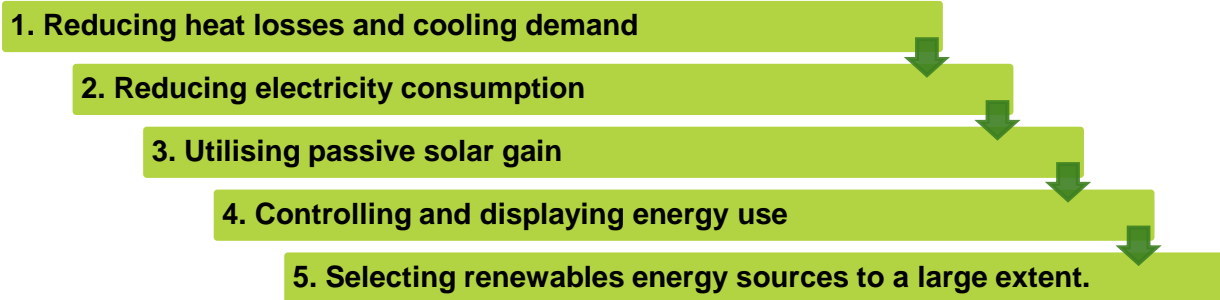 1. Reducing heat losses and cooling demand
2. Reducing electricity consumption
3. Utilising passive solar gain
4. Controlling and displaying energy use
5. Selecting renewables energy sources to a large extent.